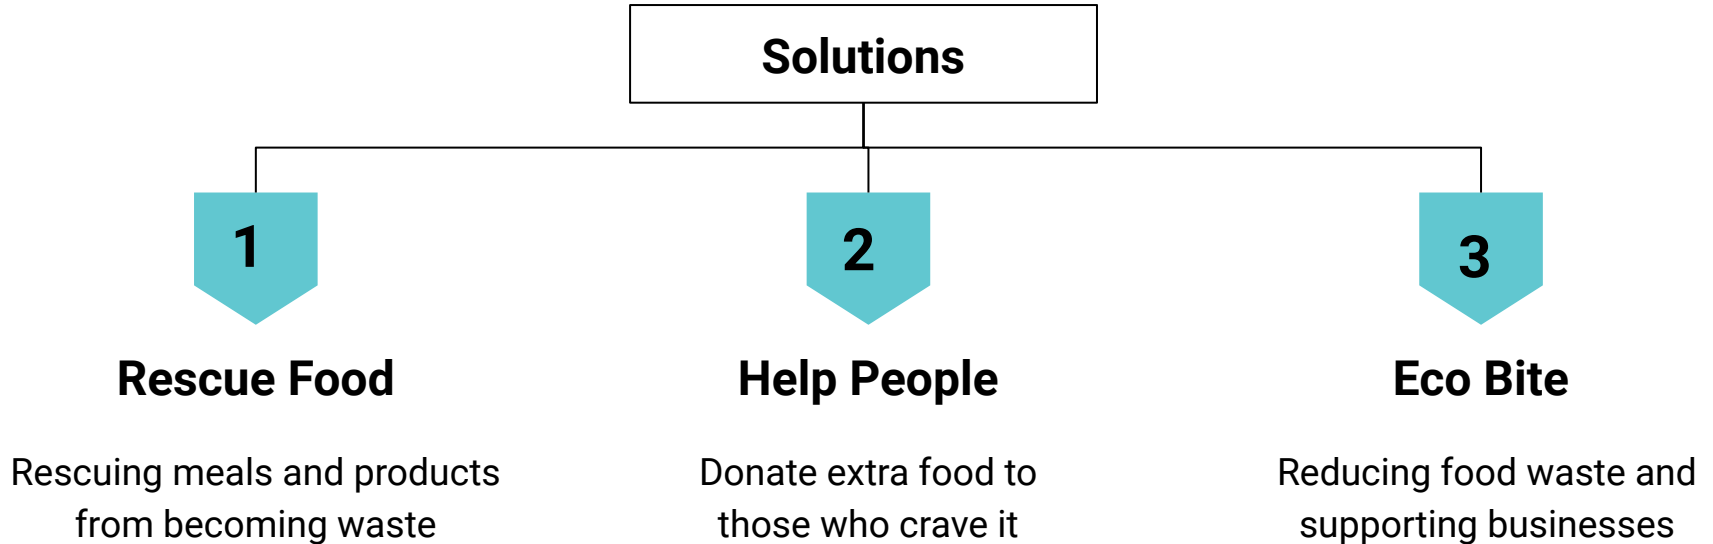 Solutions
1
Rescue Food
Rescuing meals and products
from becoming waste
2
Help People
Donate extra food to
those who crave it
3
Eco Bite
Reducing food waste and
supporting businesses